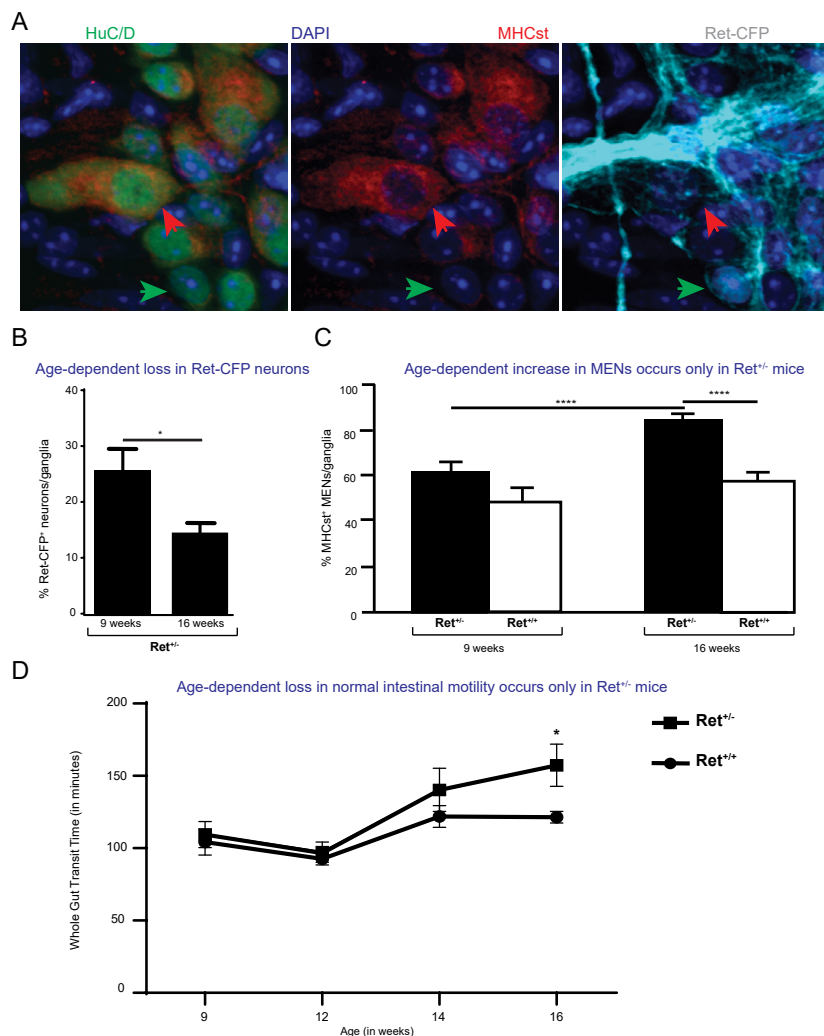 A
HuC/D DAPI MHCst Ret-CFP
B
Age-dependent loss in Ret-CFP neurons
% Ret-CFP⁺ neurons/ganglia
40
30
20
10
0
*
9 weeks 16 weeks
Ret⁺/⁻
C
Age-dependent increase in MENs occurs only in Ret⁺/⁻ mice
% MHCst⁺ MENs/ganglia
100
80
60
40
20
0
**** ****
Ret⁺/⁻ Ret⁺/⁺ Ret⁺/⁻ Ret⁺/⁺
9 weeks 16 weeks
D
Age-dependent loss in normal intestinal motility occurs only in Ret⁺/⁻ mice
Whole Gut Transit Time (in minutes)
200
150
100
50
0
*
Ret⁺/⁻
Ret⁺/⁺
9 12 14 16
Age (in weeks)